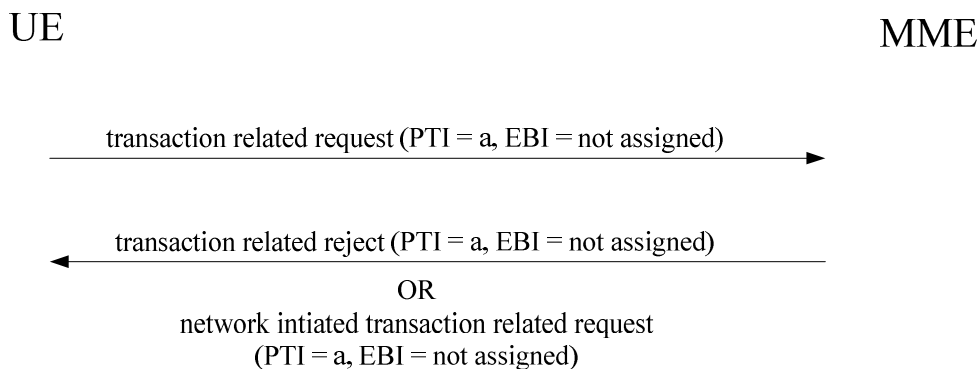 UE
MME
transaction related request (PTI = a, EBI = not assigned)
transaction related reject (PTI = a, EBI = not assigned)
OR
network intiated transaction related request
(PTI = a, EBI = not assigned)